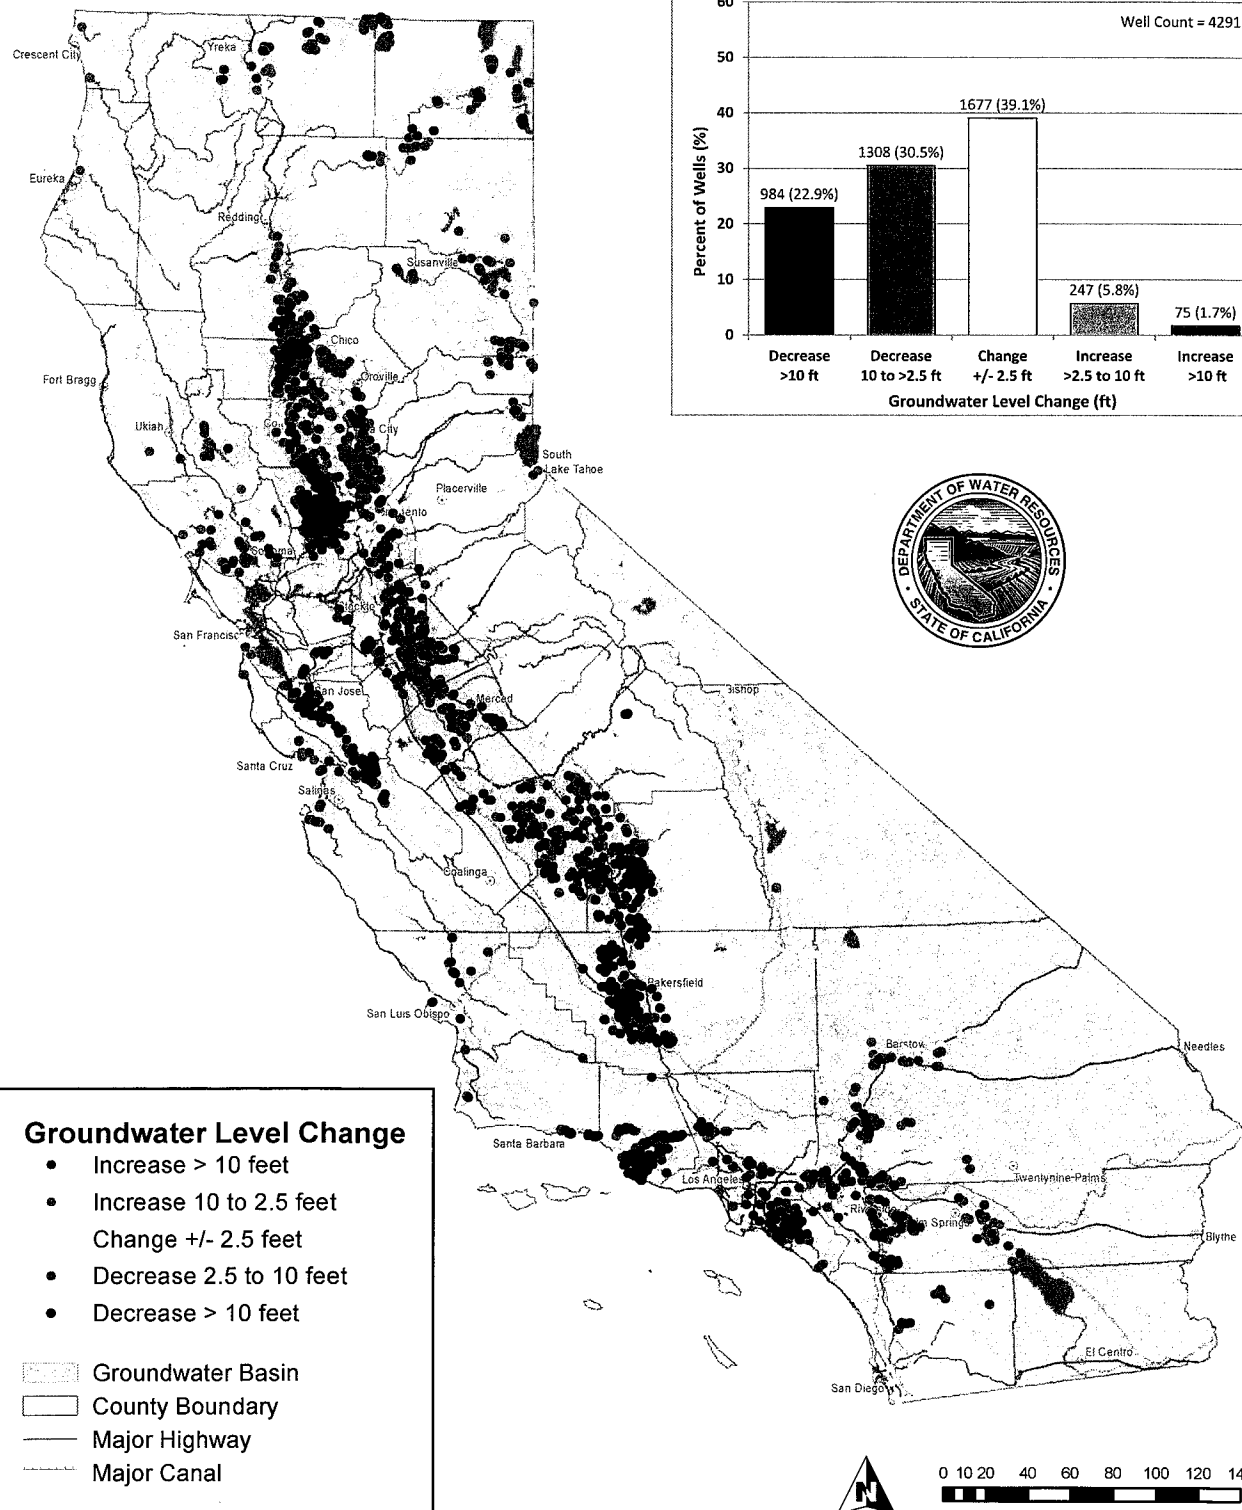 60
Well Count = 4291
50
40
30
20
10
0
Percent of Wells (%)
984 (22.9%)
1308 (30.5%)
1677 (39.1%)
247 (5.8%)
75 (1.7%)
Decrease
>10 ft
Decrease
10 to >2.5 ft
Change
+/- 2.5 ft
Increase
>2.5 to 10 ft
Increase
>10 ft
Groundwater Level Change (ft)
Crescent City
Yreka
Eureka
Redding
Susanville
Chico
Fort Bragg
Oroville
Ukiah
City
South
Lake Tahoe
Placerville
DEPARTMENT OF WATER RESOURCES
STATE OF CALIFORNIA
San Jose
Merced
Santa Cruz
Salinas
Coalinga
San Luis Obispo
Barstow
Needles
Santa Barbara
Los Angeles
Twentynine Palms
Springs
Blythe
El Centro
San Diego
Groundwater Level Change
Increase > 10 feet
Increase 10 to 2.5 feet
Change +/- 2.5 feet
Decrease 2.5 to 10 feet
Decrease > 10 feet
Groundwater Basin
County Boundary
Major Highway
Major Canal
N
0 10 20 40 60 80 100 120